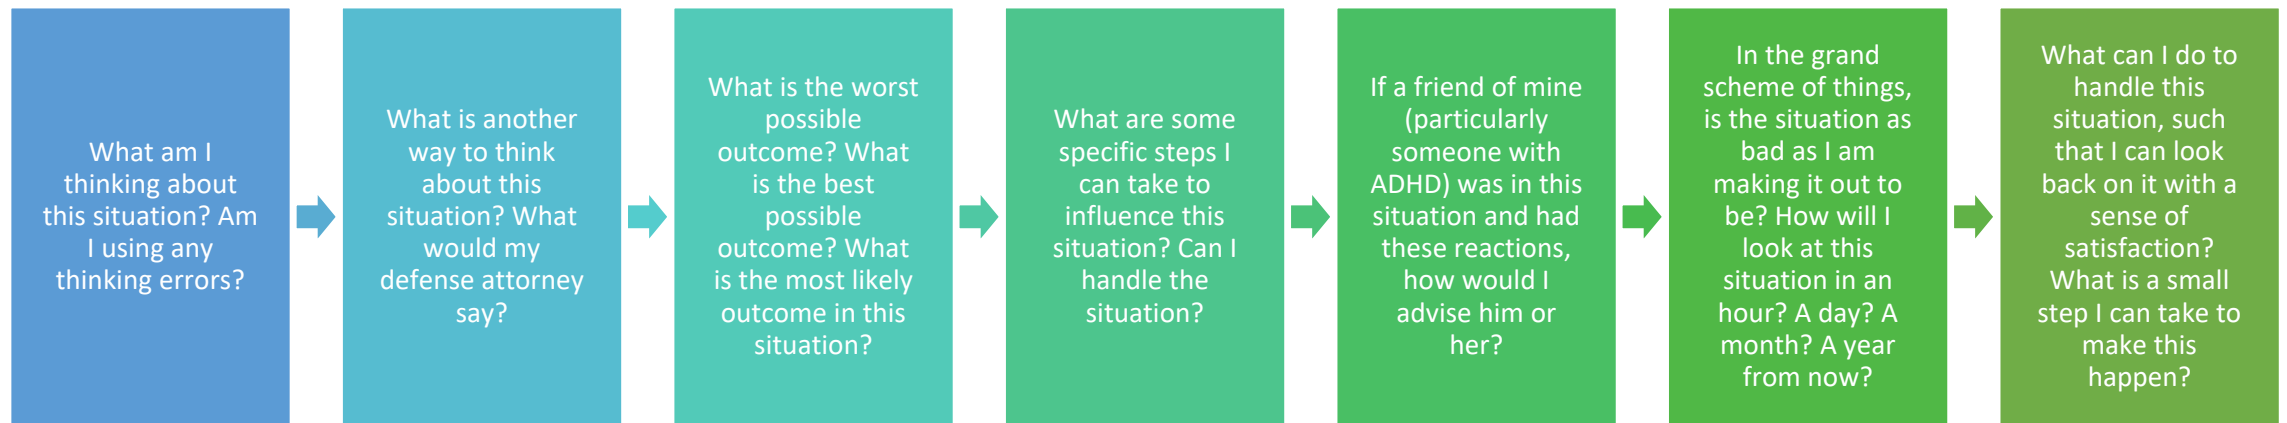 What am I
thinking about
this situation? Am
I using any
thinking errors?
What is another
way to think
about this
situation? What
would my
defense attorney
say?
What is the worst
possible
outcome? What
is the best
possible
outcome? What
is the most likely
outcome in this
situation?
What are some
specific steps I
can take to
influence this
situation? Can I
handle the
situation?
If a friend of mine
(particularly
someone with
ADHD) was in this
situation and had
these reactions,
how would I
advise him or
her?
In the grand
scheme of things,
is the situation as
bad as I am
making it out to
be? How will I
look at this
situation in an
hour? A day? A
month? A year
from now?
What can I do to
handle this
situation, such
that I can look
back on it with a
sense of
satisfaction?
What is a small
step I can take to
make this
happen?